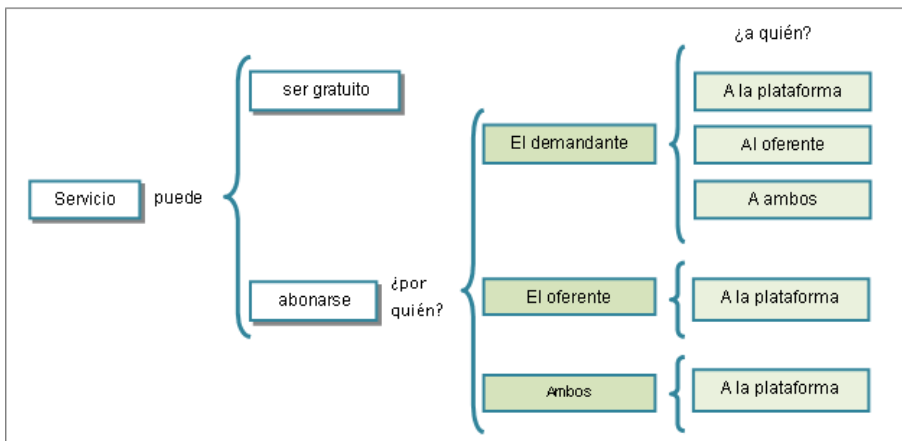 ¿a quién?
ser gratuito
A la plataforma
El demandante
Al oferente
Servicio
puede
A ambos
abonarse
¿por
quién?
El oferente
A la plataforma
Ambos
A la plataforma